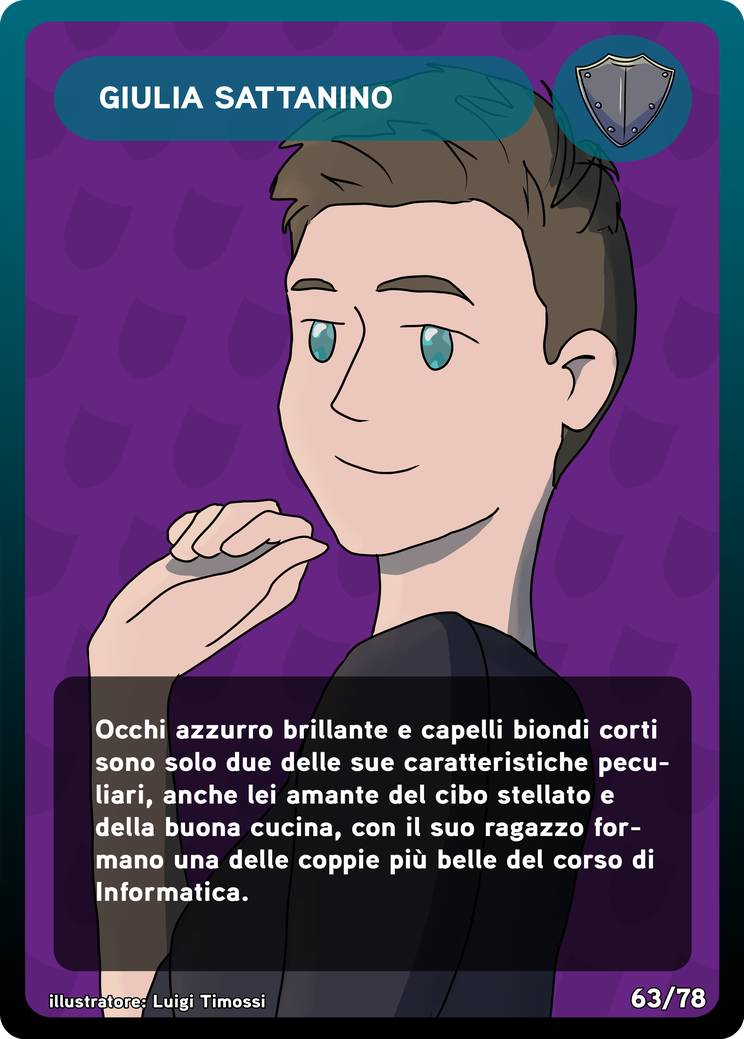 GIULIA SATTANINO
Occhi azzurro brillante e capelli biondi corti
sono solo due delle sue caratteristiche pecu-
liari, anche lei amante del cibo stellato e
della buona cucina, con il suo ragazzo for-
mano una delle coppie più belle del corso di
Informatica.
illustratore: Luigi Timossi
63/78